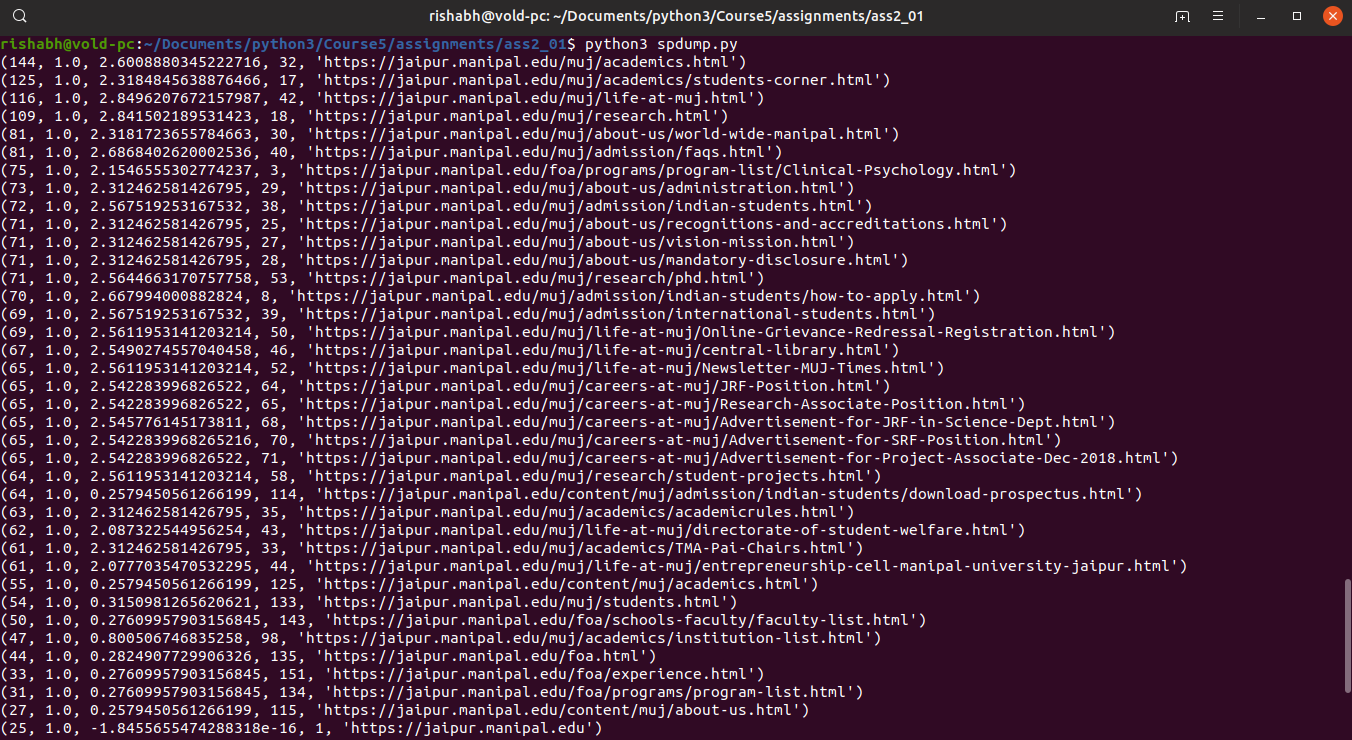 rishabh@vold-pc: ~/Documents/python3/Course5/assignments/ass2_01
rishabh@vold-pc:~/Documents/python3/Course5/assignments/ass2_01$ python3 spdump.py
(144, 1.0, 2.6008880345222716, 32, 'https://jaipur.manipal.edu/muj/academics.html')
(125, 1.0, 2.3184845638876466, 17, 'https://jaipur.manipal.edu/muj/academics/students-corner.html')
(116, 1.0, 2.8496207672157987, 42, 'https://jaipur.manipal.edu/muj/life-at-muj.html')
(109, 1.0, 2.841502189531423, 18, 'https://jaipur.manipal.edu/muj/research.html')
(81, 1.0, 2.3181723655784663, 30, 'https://jaipur.manipal.edu/muj/about-us/world-wide-manipal.html')
(81, 1.0, 2.6868402620002536, 40, 'https://jaipur.manipal.edu/muj/admission/faqs.html')
(75, 1.0, 2.1546555302774237, 3, 'https://jaipur.manipal.edu/foa/programs/program-list/Clinical-Psychology.html')
(73, 1.0, 2.312462581426795, 29, 'https://jaipur.manipal.edu/muj/about-us/administration.html')
(72, 1.0, 2.567519253167532, 38, 'https://jaipur.manipal.edu/muj/admission/indian-students.html')
(71, 1.0, 2.312462581426795, 25, 'https://jaipur.manipal.edu/muj/about-us/recognitions-and-accreditations.html')
(71, 1.0, 2.312462581426795, 27, 'https://jaipur.manipal.edu/muj/about-us/vision-mission.html')
(71, 1.0, 2.312462581426795, 28, 'https://jaipur.manipal.edu/muj/about-us/mandatory-disclosure.html')
(71, 1.0, 2.5644663170757758, 53, 'https://jaipur.manipal.edu/muj/research/phd.html')
(70, 1.0, 2.667994000882824, 8, 'https://jaipur.manipal.edu/muj/admission/indian-students/how-to-apply.html')
(69, 1.0, 2.567519253167532, 39, 'https://jaipur.manipal.edu/muj/admission/international-students.html')
(69, 1.0, 2.5611953141203214, 50, 'https://jaipur.manipal.edu/muj/life-at-muj/Online-Grievance-Redressal-Registration.html')
(67, 1.0, 2.5490274557040458, 46, 'https://jaipur.manipal.edu/muj/life-at-muj/central-library.html')
(65, 1.0, 2.5611953141203214, 52, 'https://jaipur.manipal.edu/muj/life-at-muj/Newsletter-MUJ-Times.html')
(65, 1.0, 2.542283996826522, 64, 'https://jaipur.manipal.edu/muj/careers-at-muj/JRF-Position.html')
(65, 1.0, 2.542283996826522, 65, 'https://jaipur.manipal.edu/muj/careers-at-muj/Research-Associate-Position.html')
(65, 1.0, 2.545776145173811, 68, 'https://jaipur.manipal.edu/muj/careers-at-muj/Advertisement-for-JRF-in-Science-Dept.html')
(65, 1.0, 2.5422839968265216, 70, 'https://jaipur.manipal.edu/muj/careers-at-muj/Advertisement-for-SRF-Position.html')
(65, 1.0, 2.542283996826522, 71, 'https://jaipur.manipal.edu/muj/careers-at-muj/Advertisement-for-Project-Associate-Dec-2018.html')
(64, 1.0, 2.5611953141203214, 58, 'https://jaipur.manipal.edu/muj/research/student-projects.html')
(64, 1.0, 0.2579450561266199, 114, 'https://jaipur.manipal.edu/content/muj/admission/indian-students/download-prospectus.html')
(63, 1.0, 2.312462581426795, 35, 'https://jaipur.manipal.edu/muj/academics/academicrules.html')
(62, 1.0, 2.087322544956254, 43, 'https://jaipur.manipal.edu/muj/life-at-muj/directorate-of-student-welfare.html')
(61, 1.0, 2.312462581426795, 33, 'https://jaipur.manipal.edu/muj/academics/TMA-Pai-Chairs.html')
(61, 1.0, 2.0777035470532295, 44, 'https://jaipur.manipal.edu/muj/life-at-muj/entrepreneurship-cell-manipal-university-jaipur.html')
(55, 1.0, 0.2579450561266199, 125, 'https://jaipur.manipal.edu/content/muj/academics.html')
(54, 1.0, 0.3150981265620621, 133, 'https://jaipur.manipal.edu/muj/students.html')
(50, 1.0, 0.27609957903156845, 143, 'https://jaipur.manipal.edu/foa/schools-faculty/faculty-list.html')
(47, 1.0, 0.800506746835258, 98, 'https://jaipur.manipal.edu/muj/academics/institution-list.html')
(44, 1.0, 0.2824907729906326, 135, 'https://jaipur.manipal.edu/foa.html')
(33, 1.0, 0.27609957903156845, 151, 'https://jaipur.manipal.edu/foa/experience.html')
(31, 1.0, 0.27609957903156845, 134, 'https://jaipur.manipal.edu/foa/programs/program-list.html')
(27, 1.0, 0.2579450561266199, 115, 'https://jaipur.manipal.edu/content/muj/about-us.html')
(25, 1.0, -1.8455655474288318e-16, 1, 'https://jaipur.manipal.edu')